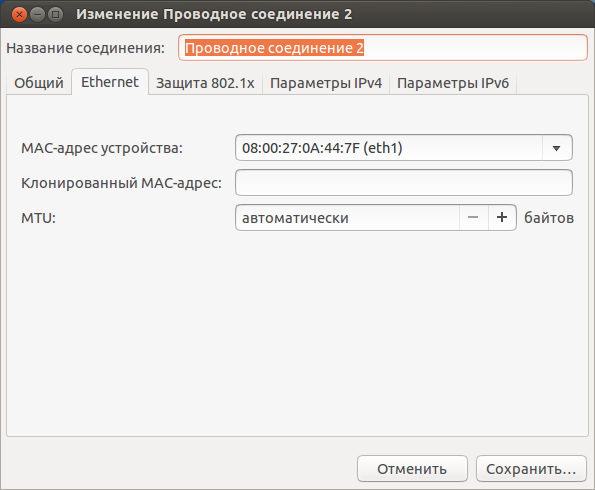 Изменение Проводное соединение 2
Название соединения: Проводное соединение 2
Общий Ethernet Защита 802.1x Параметры IPv4 Параметры IPv6
MAC-адрес устройства: 08:00:27:0A:44:7F (eth1)
Клонированный MAC-адрес:
MTU: автоматически − + байтов
Отменить Сохранить…